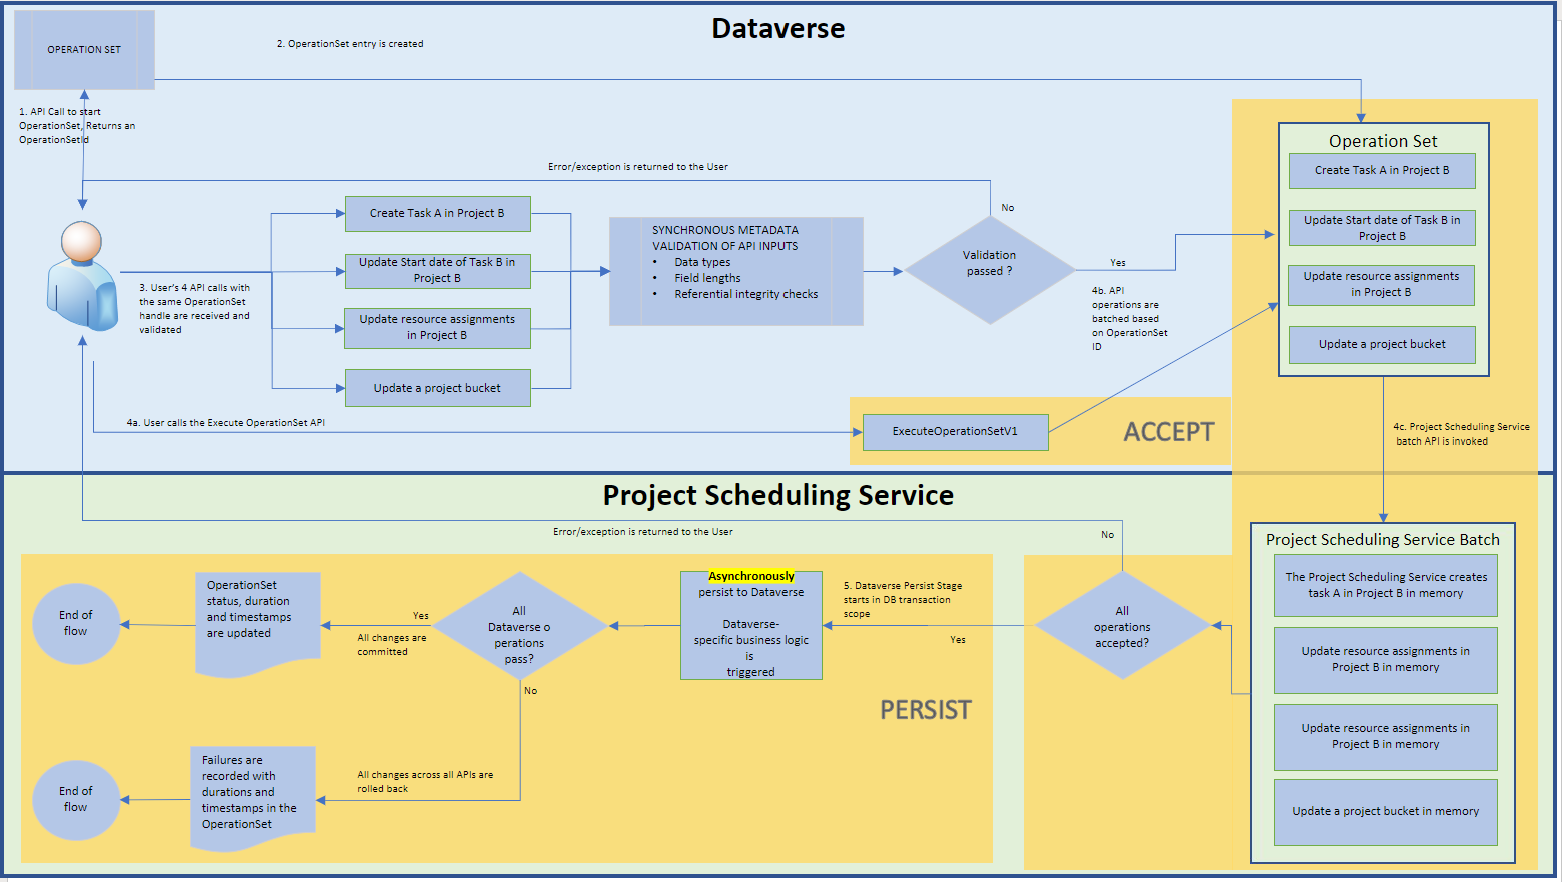 Dataverse
OPERATION SET
2. OperationSet entry is created
1. API Call to start
OperationSet, Returns an
OperationSetId
Error/exception is returned to the User
No
Create Task A in Project B
Update Start date of Task B in
Project B
Update resource assignments
in Project B
Update a project bucket
3. User's 4 API calls with
the same OperationSet
handle are received and
validated
SYNCHRONOUS METADATA
VALIDATION OF API INPUTS
• Data types
• Field lengths
• Referential integrity checks
Validation
passed ?
Yes
4b. API
operations are
batched based
on OperationSet
ID
Operation Set
Create Task A in Project B
Update Start date of Task B in
Project B
Update resource assignments
in Project B
Update a project bucket
4a. User calls the Execute OperationSet API
ExecuteOperationSetV1
ACCEPT
4c. Project Scheduling Service
batch API is invoked
Project Scheduling Service
Error/exception is returned to the User
No
Project Scheduling Service Batch
The Project Scheduling Service creates
task A in Project B in memory
Update resource assignments in
Project B in memory
Update resource assignments in
Project B in memory
Update a project bucket in memory
All
operations
accepted?
Yes
5. Dataverse Persist Stage
starts in DB transaction
scope
Asynchronously
persist to Dataverse
Dataverse-
specific business logic
is
triggered
PERSIST
All
Dataverse o
perations
pass?
Yes
All changes are
committed
OperationSet
status, duration
and timestamps
are updated
End of
flow
No
All changes across all APIs are
rolled back
Failures are
recorded with
durations and
timestamps in the
OperationSet
End of
flow